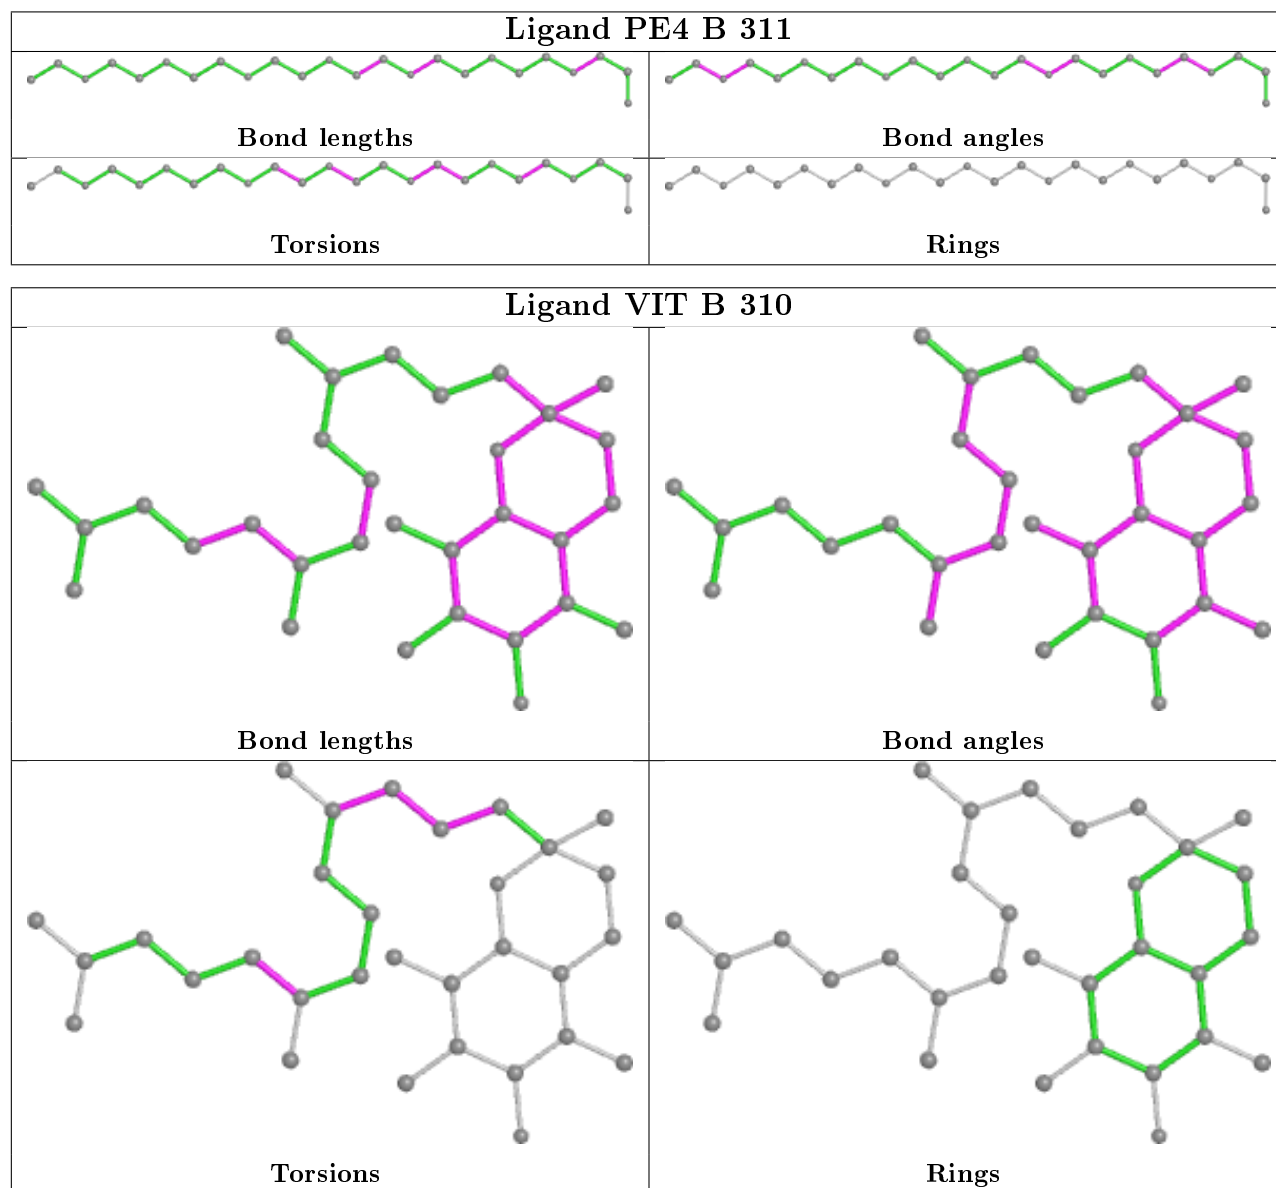 Ligand PE4 B 311
Bond lengths
Bond angles
Torsions
Rings
Ligand VIT B 310
Bond lengths
Bond angles
Torsions
Rings